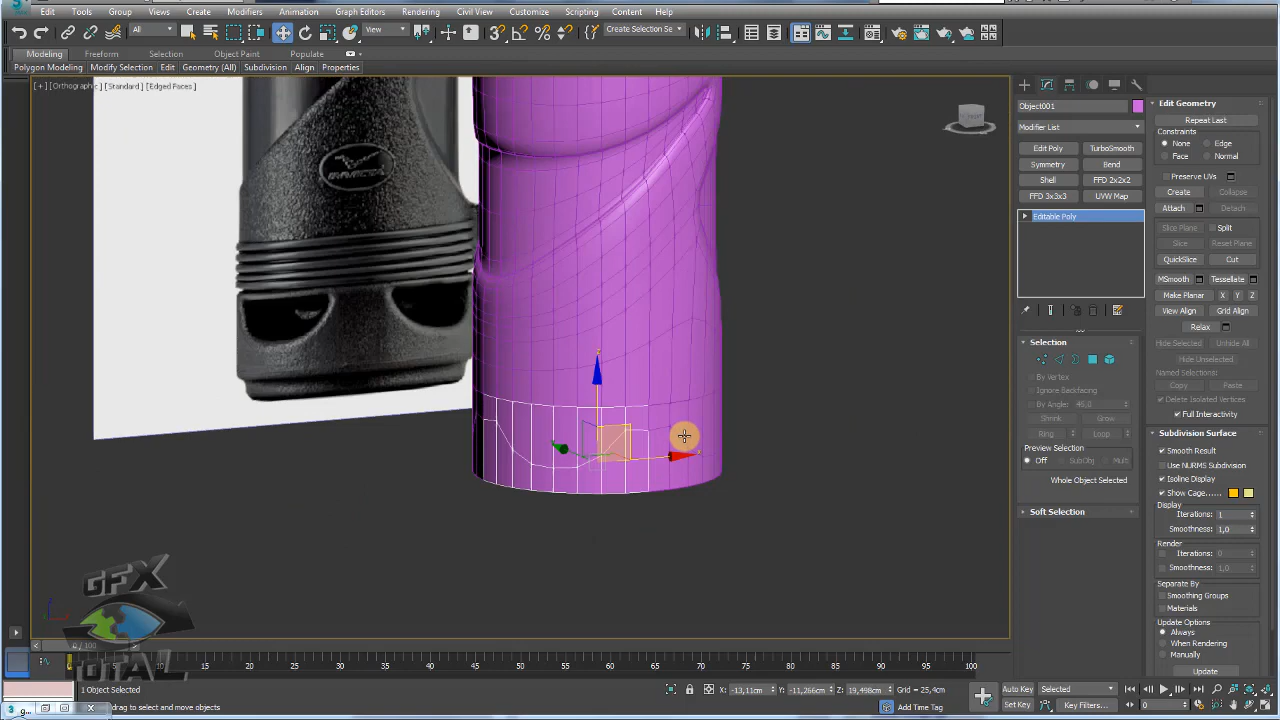 Edit Tools Group Views Create Modifiers Animation Graph Editors Rendering Civil View Customize Scripting Content Help
All View Create Selection Se
Modeling Freeform Selection Object Paint Populate
Polygon Modeling Modify Selection Edit Geometry (All) Subdivision Align Properties
[+] [Orthographic] [Standard] [Edged Faces]
INVICTA
Object001
Modifier List
Edit Poly TurboSmooth
Symmetry Bend
Shell FFD 2x2x2
FFD 3x3x3 UVW Map
Editable Poly
Selection
By Vertex
Ignore Backfacing
By Angle: 45,0
Shrink Grow
Ring Loop
Preview Selection
Off SubObj Multi
Whole Object Selected
Soft Selection
Edit Geometry
Repeat Last
Constraints
None Edge
Face Normal
Preserve UVs
Create Collapse
Attach Detach
Slice Plane Split
Slice Reset Plane
QuickSlice Cut
MSmooth Tessellate
Make Planar X Y Z
View Align Grid Align
Relax
Hide Selected Unhide All
Hide Unselected
Named Selections:
Copy Paste
Delete Isolated Vertices
Full Interactivity
Subdivision Surface
Smooth Result
Use NURMS Subdivision
Isoline Display
Show Cage......
Display
Iterations: 1
Smoothness: 1,0
Render
Iterations: 0
Smoothness: 1,0
Separate By
Smoothing Groups
Materials
Update Options
Always
When Rendering
Manually
Update
GFX
TOTAL
0 / 100
15 20 25 30 35 40 45 50 55 60 65 70 75 80 85 90 95 100
1 Object Selected
X: -13,11cm Y: -11,266cm Z: 19,498cm Grid = 25,4cm
Auto Key Selected
drag to select and move objects
Add Time Tag
Set Key Key Filters... 0
3 g...